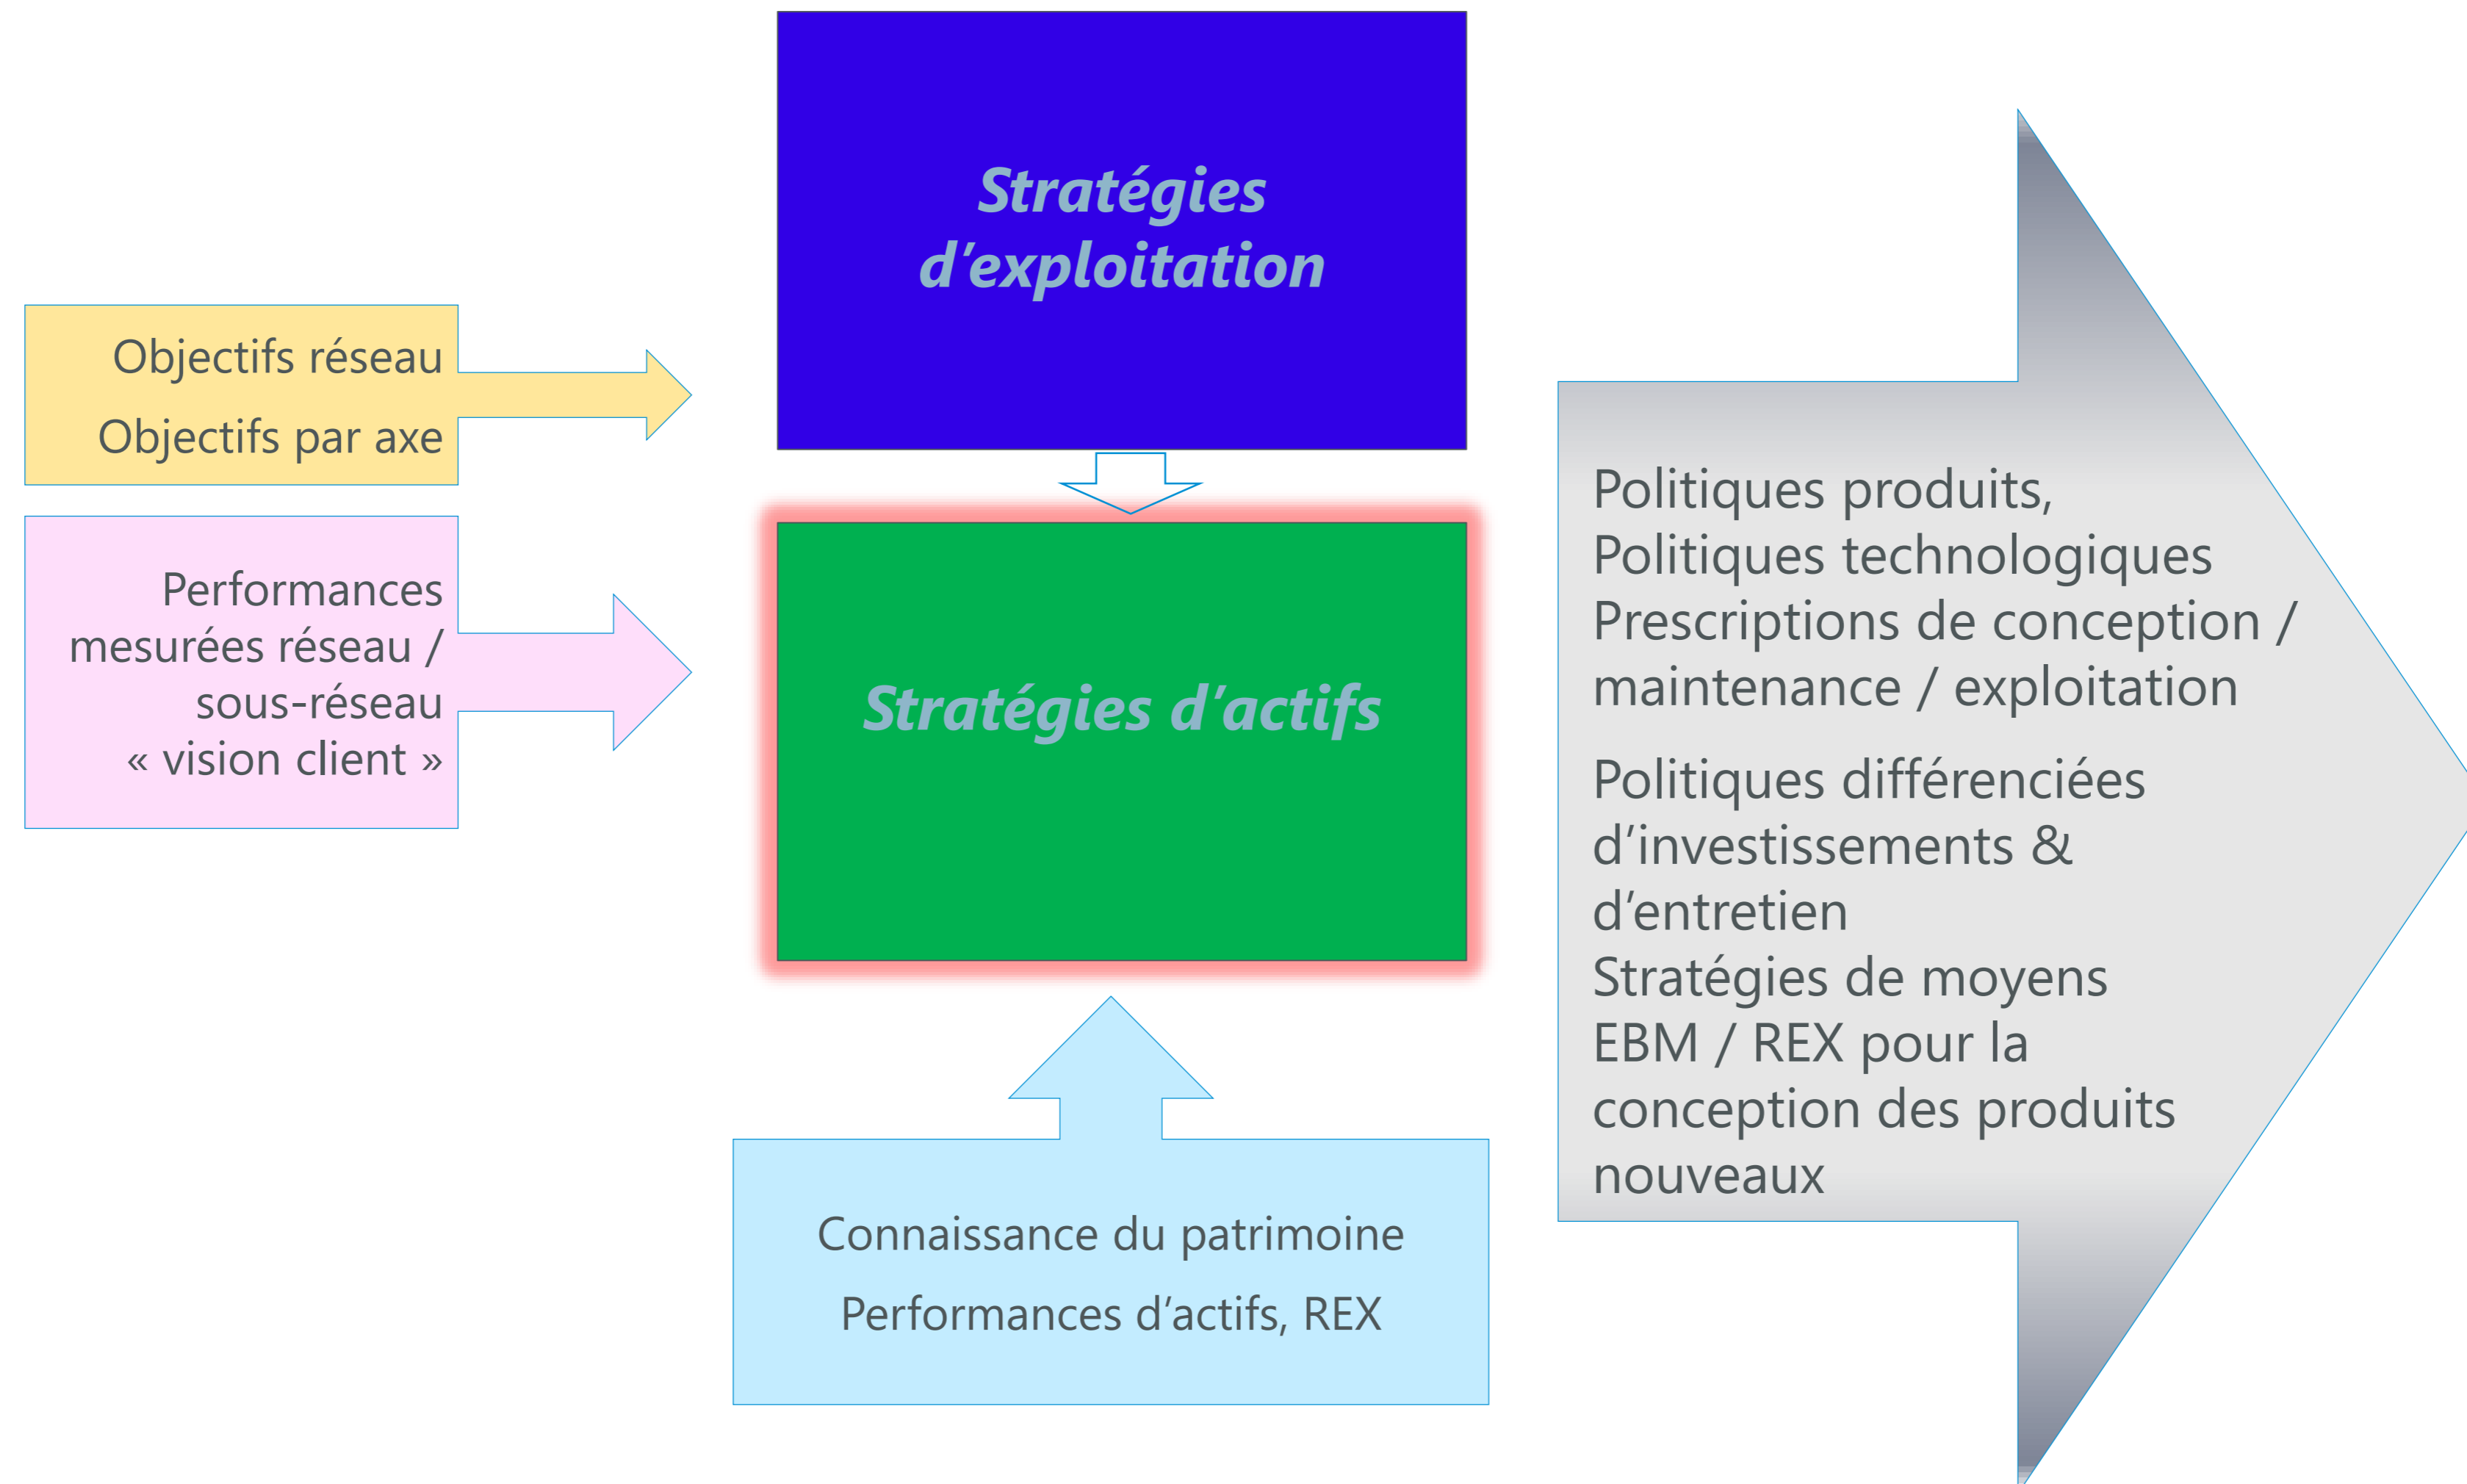 Stratégies
d’exploitation
Objectifs réseau
Objectifs par axe
Performances
mesurées réseau /
sous-réseau
« vision client »
Stratégies d’actifs
Connaissance du patrimoine
Performances d’actifs, REX
Politiques produits,
Politiques technologiques
Prescriptions de conception /
maintenance / exploitation
Politiques différenciées
d’investissements &
d’entretien
Stratégies de moyens
EBM / REX pour la
conception des produits
nouveaux